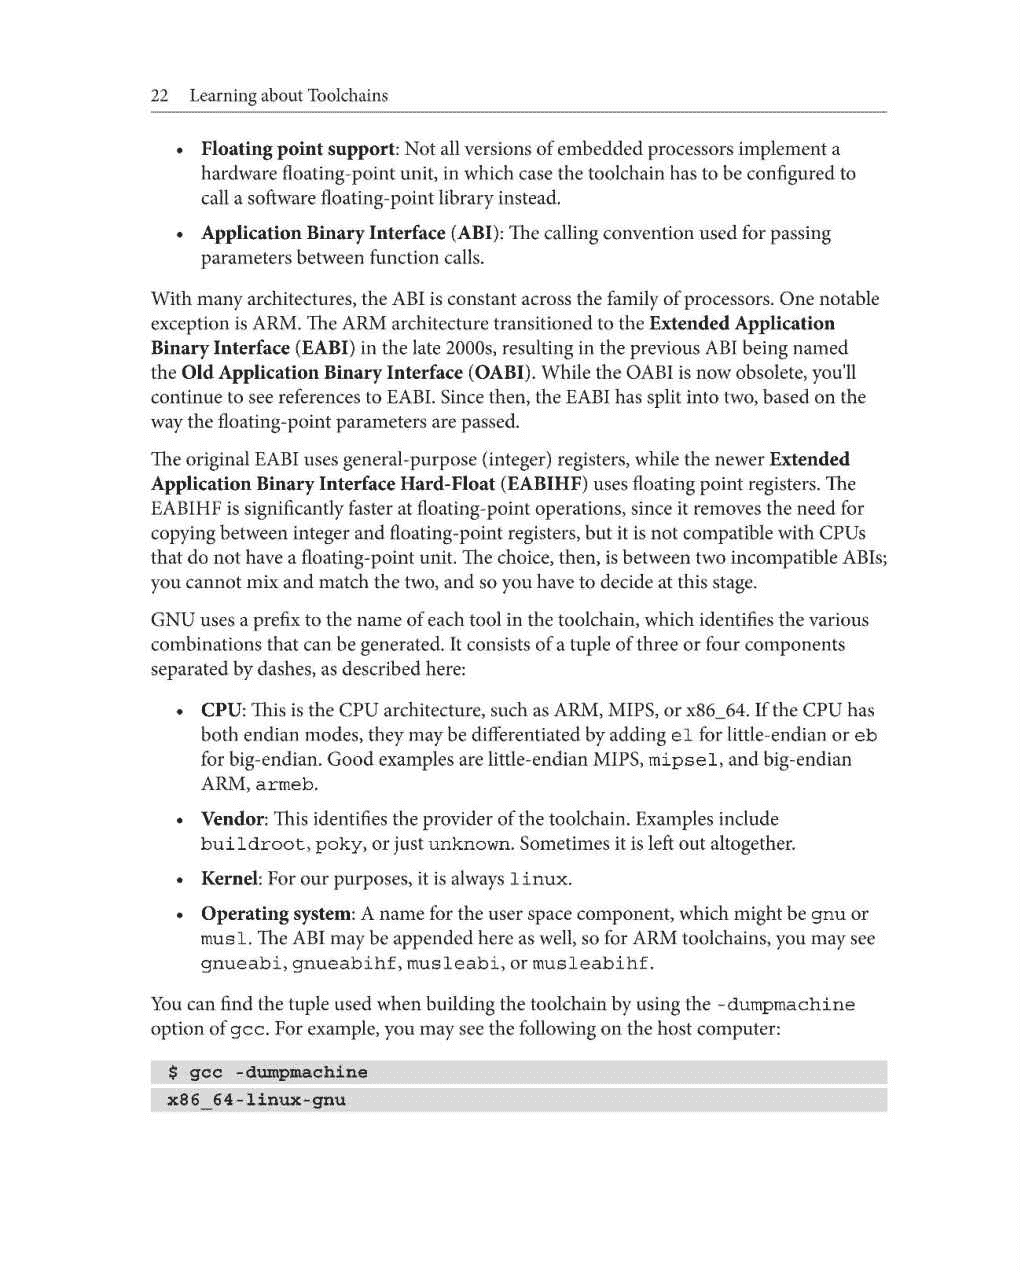 22 Learning about Toolchains
• Floating point support: Not all versions of embedded processors implement a
hardware floating-point unit, in which case the toolchain has to be configured to
call a software floating-point library instead.
• Application Binary Interface (ABI): The calling convention used for passing
parameters between function calls.
With many architectures, the ABI is constant across the family of processors. One notable
exception is ARM. The ARM architecture transitioned to the Extended Application
Binary Interface (EABI) in the late 2000s, resulting in the previous ABI being named
the Old Application Binary Interface (OABI). While the OABI is now obsolete, you'll
continue to see references to EABI. Since then, the EABI has split into two, based on the
way the floating-point parameters are passed.
The original EABI uses general-purpose (integer) registers, while the newer Extended
Application Binary Interface Hard-Float (EABIHF) uses floating point registers. The
EABIHF is significantly faster at floating-point operations, since it removes the need for
copying between integer and floating-point registers, but it is not compatible with CPUs
that do not have a floating-point unit. The choice, then, is between two incompatible ABIs;
you cannot mix and match the two, and so you have to decide at this stage.
GNU uses a prefix to the name of each tool in the toolchain, which identifies the various
combinations that can be generated. It consists of a tuple of three or four components
separated by dashes, as described here:
• CPU: This is the CPU architecture, such as ARM, MIPS, or x86_64. If the CPU has
both endian modes, they may be differentiated by adding el for little-endian or eb
for big-endian. Good examples are little-endian MIPS, mipsel, and big-endian
ARM, armeb.
• Vendor: This identifies the provider of the toolchain. Examples include
buildroot, poky, or just unknown. Sometimes it is left out altogether.
• Kernel: For our purposes, it is always linux.
• Operating system: A name for the user space component, which might be gnu or
musl. The ABI may be appended here as well, so for ARM toolchains, you may see
gnueabi, gnueabihf, musleabi, or musleabihf.
You can find the tuple used when building the toolchain by using the -dumpmachine
option of gcc. For example, you may see the following on the host computer:
$ gcc -dumpmachine
x86_64-linux-gnu